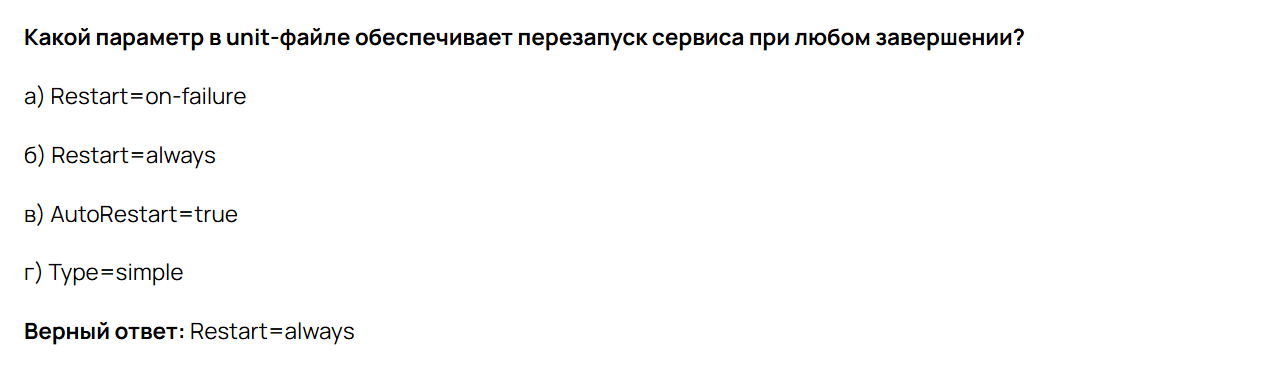 Какой параметр в unit-файле обеспечивает перезапуск сервиса при любом завершении?
а) Restart=on-failure
б) Restart=always
в) AutoRestart=true
г) Type=simple
Верный ответ: Restart=always